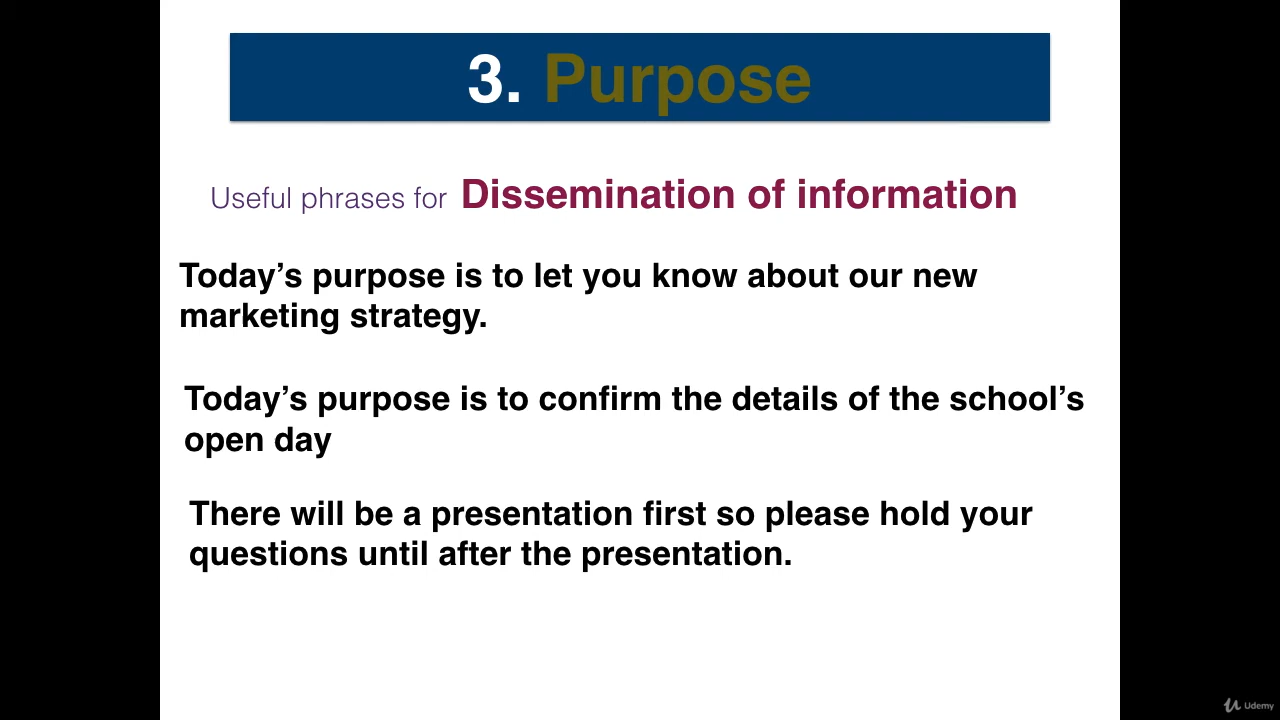 3. Purpose
Useful phrases for Dissemination of information
Today’s purpose is to let you know about our new
marketing strategy.
Today’s purpose is to confirm the details of the school’s
open day
There will be a presentation first so please hold your
questions until after the presentation.
Udemy